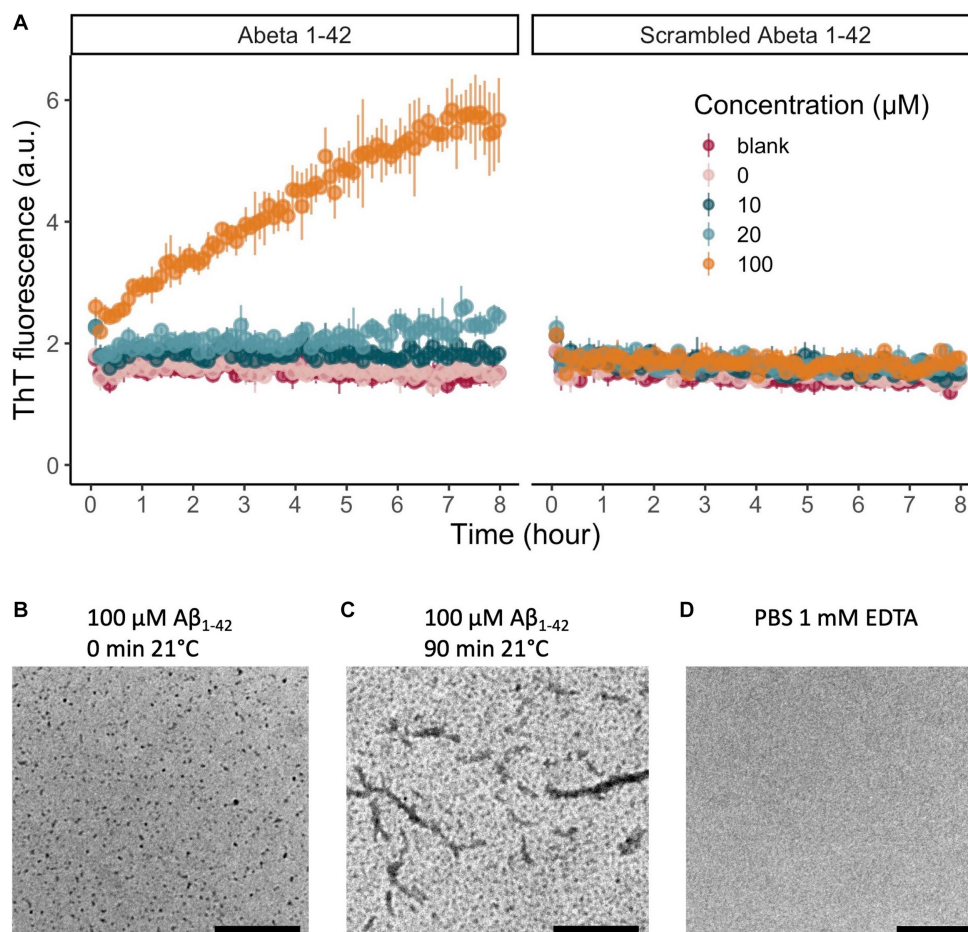 A
Abeta 1-42
Scrambled Abeta 1-42
ThT fluorescence (a.u.)
6
4
2
0
Concentration (µM)
blank
0
10
20
100
0 1 2 3 4 5 6 7 8
0 1 2 3 4 5 6 7 8
Time (hour)
B
100 µM Aβ1-42
0 min 21°C
C
100 µM Aβ1-42
90 min 21°C
D
PBS 1 mM EDTA